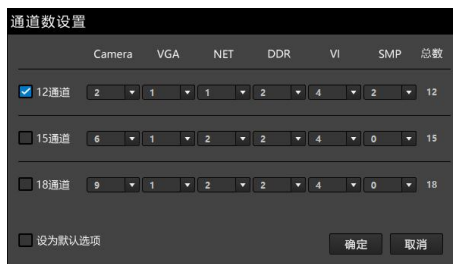 通道数设置
Camera VGA NET DDR VI SMP 总数
12通道 2 1 1 2 4 2 12
15通道 6 1 2 2 4 0 15
18通道 9 1 2 2 4 0 18
设为默认选项 确定 取消